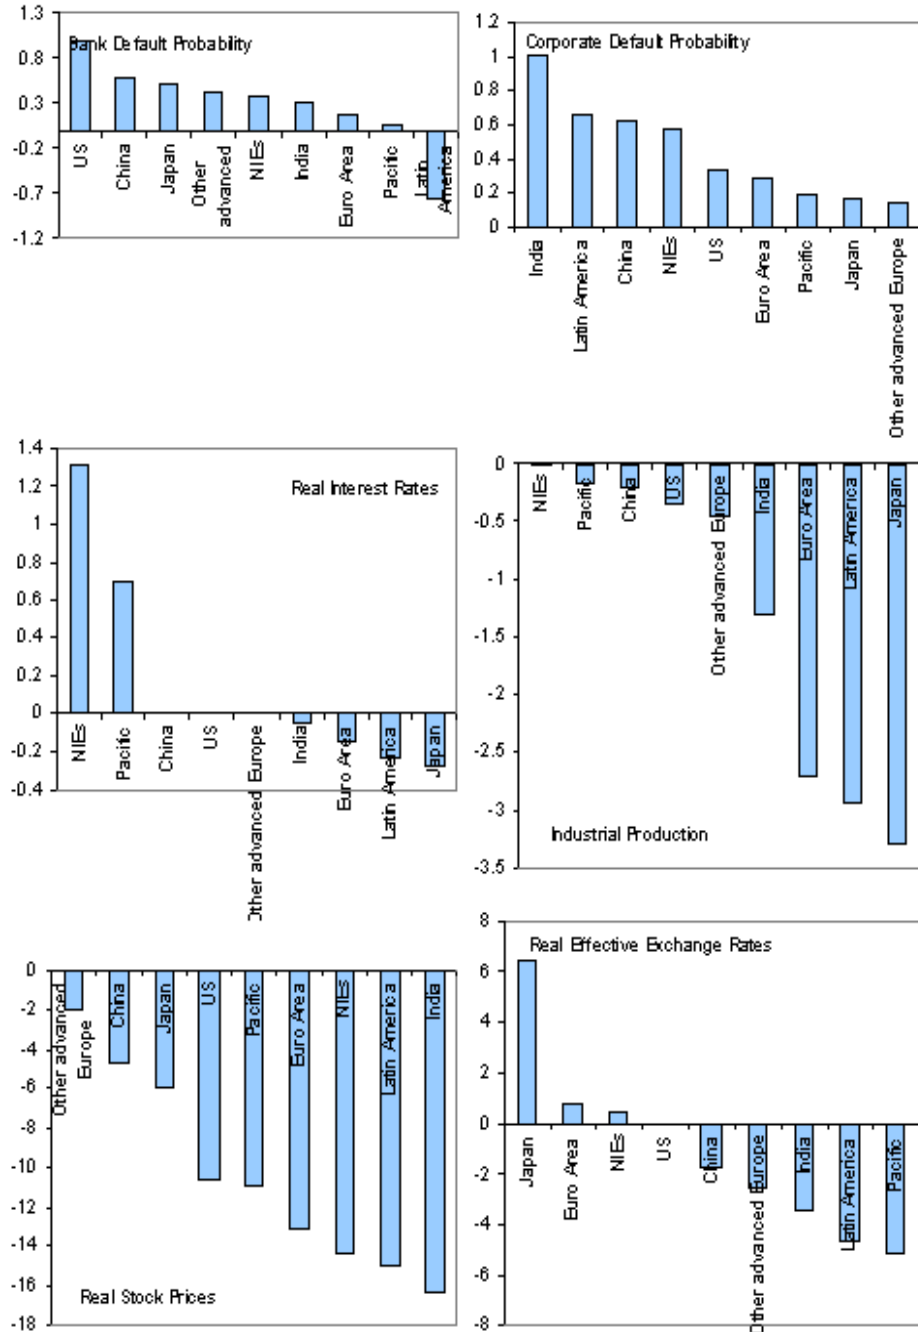 1.3
0.8
0.3
-0.2
-0.7
-1.2
Bank Default Probability
US
China
Japan
Other
advanced
NIEs
India
Euro Area
Pacific
Latin
America
1.2
1
0.8
0.6
0.4
0.2
0
Corporate Default Probability
India
Latin America
China
NIEs
US
Euro Area
Pacific
Japan
Other advanced Europe
1.4
1.2
1
0.8
0.6
0.4
0.2
0
-0.2
-0.4
Real Interest Rates
NIEs
Pacific
China
US
Other advanced Europe
India
Euro Area
Latin America
Japan
0
-0.5
-1
-1.5
-2
-2.5
-3
-3.5
NIEs
Pacific
China
US
Other advanced Europe
India
Euro Area
Latin America
Japan
Industrial Production
0
-2
-4
-6
-8
-10
-12
-14
-16
-18
Other advanced
Europe
China
Japan
US
Pacific
Euro Area
NIEs
Latin America
India
Real Stock Prices
8
6
4
2
0
-2
-4
-6
-8
Real Effective Exchange Rates
Japan
Euro Area
NIEs
US
China
Other advanced Europe
India
Latin America
Pacific